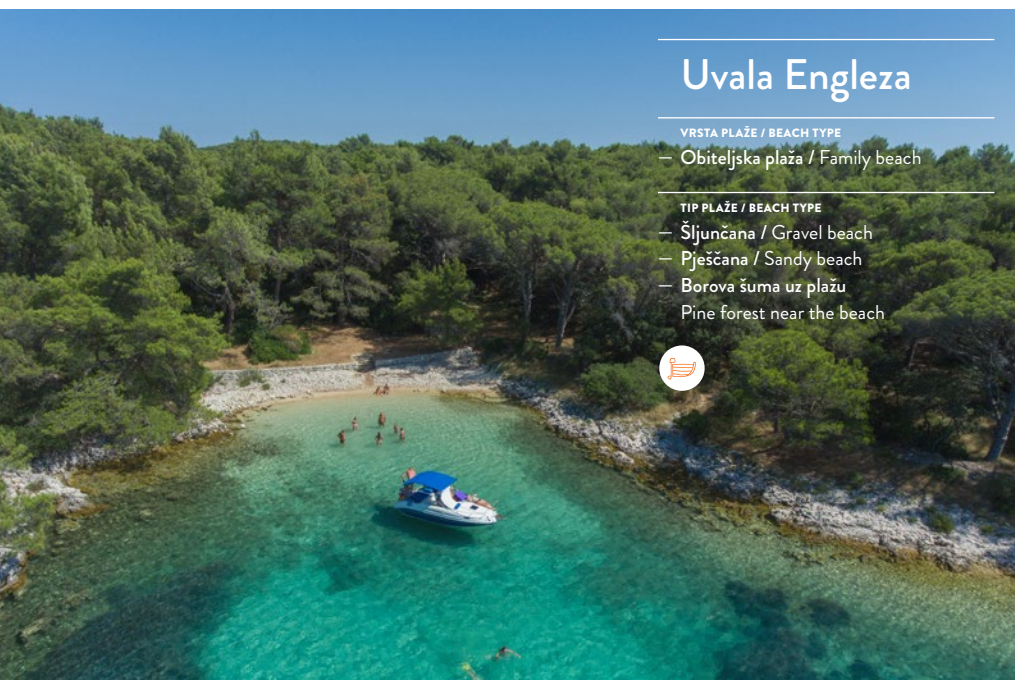 Uvala Engleza
VRSTA PLAŽE / BEACH TYPE
— Obiteljska plaža / Family beach
TIP PLAŽE / BEACH TYPE
— Šljunčana / Gravel beach
— Pješčana / Sandy beach
— Borova šuma uz plažu
Pine forest near the beach